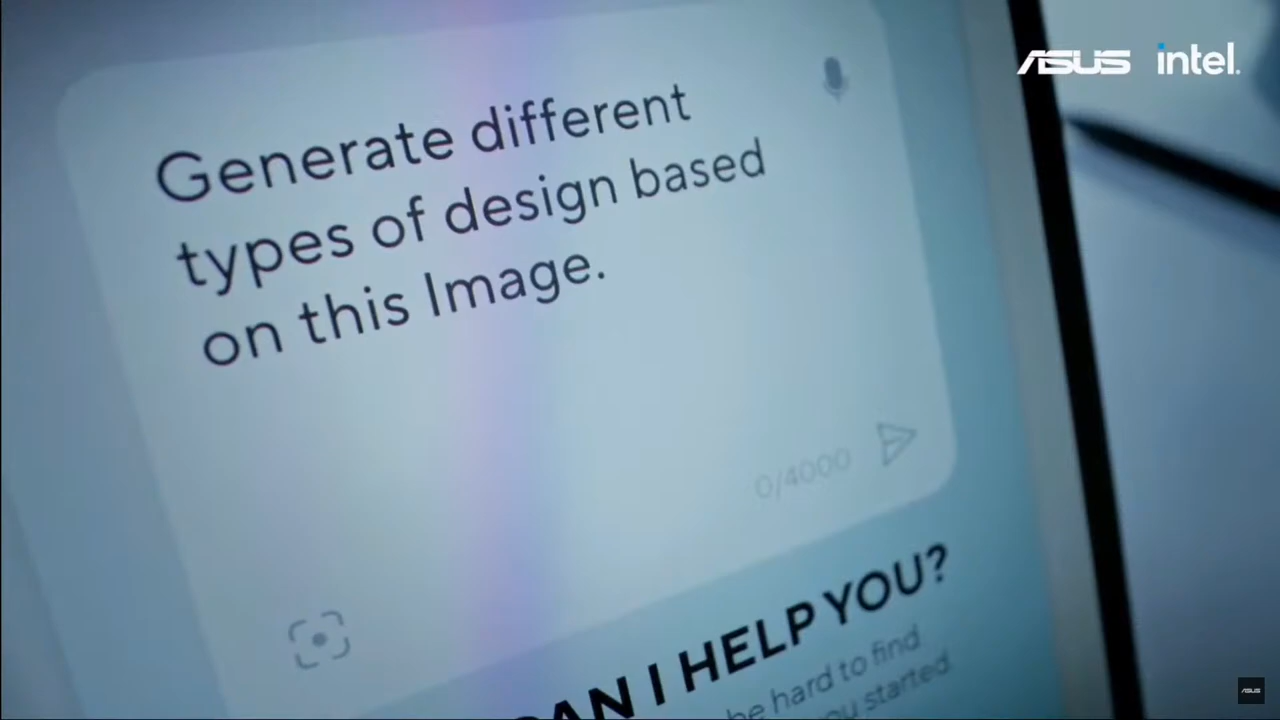 ASUS intel.
Generate different
types of design based
on this Image.
0/4000
AN I HELP YOU?
be hard to find
you started.
ASUS